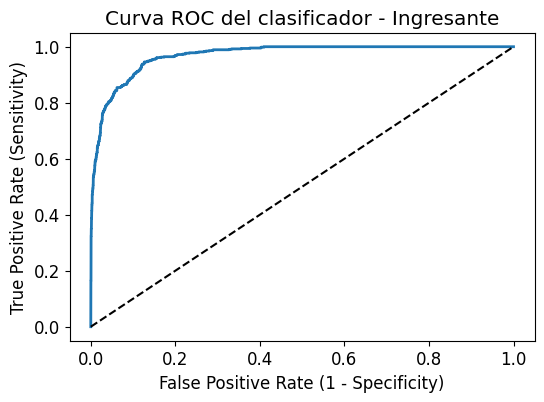 Curva ROC del clasificador - Ingresante
True Positive Rate (Sensitivity)
1.0
0.8
0.6
0.4
0.2
0.0
0.0 0.2 0.4 0.6 0.8 1.0
False Positive Rate (1 - Specificity)